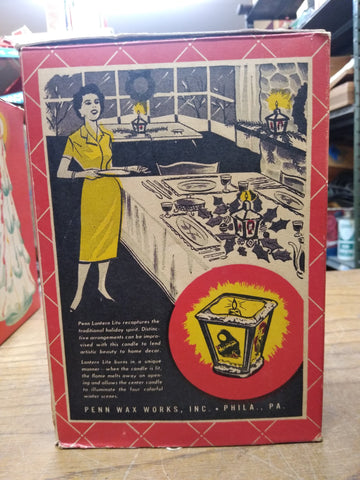 Penn Lantern Lite recaptures the
traditional holiday spirit. Distinc-
tive arrangements can be impro-
vised with this candle to lend
artistic beauty to home decor.
Lantern Lite burns in a unique
manner - when the candle is lit,
the flame melts away an open-
ing and allows the center candle
to illuminate the four colorful
winter scenes.
PENN WAX WORKS, INC. • PHILA., PA.